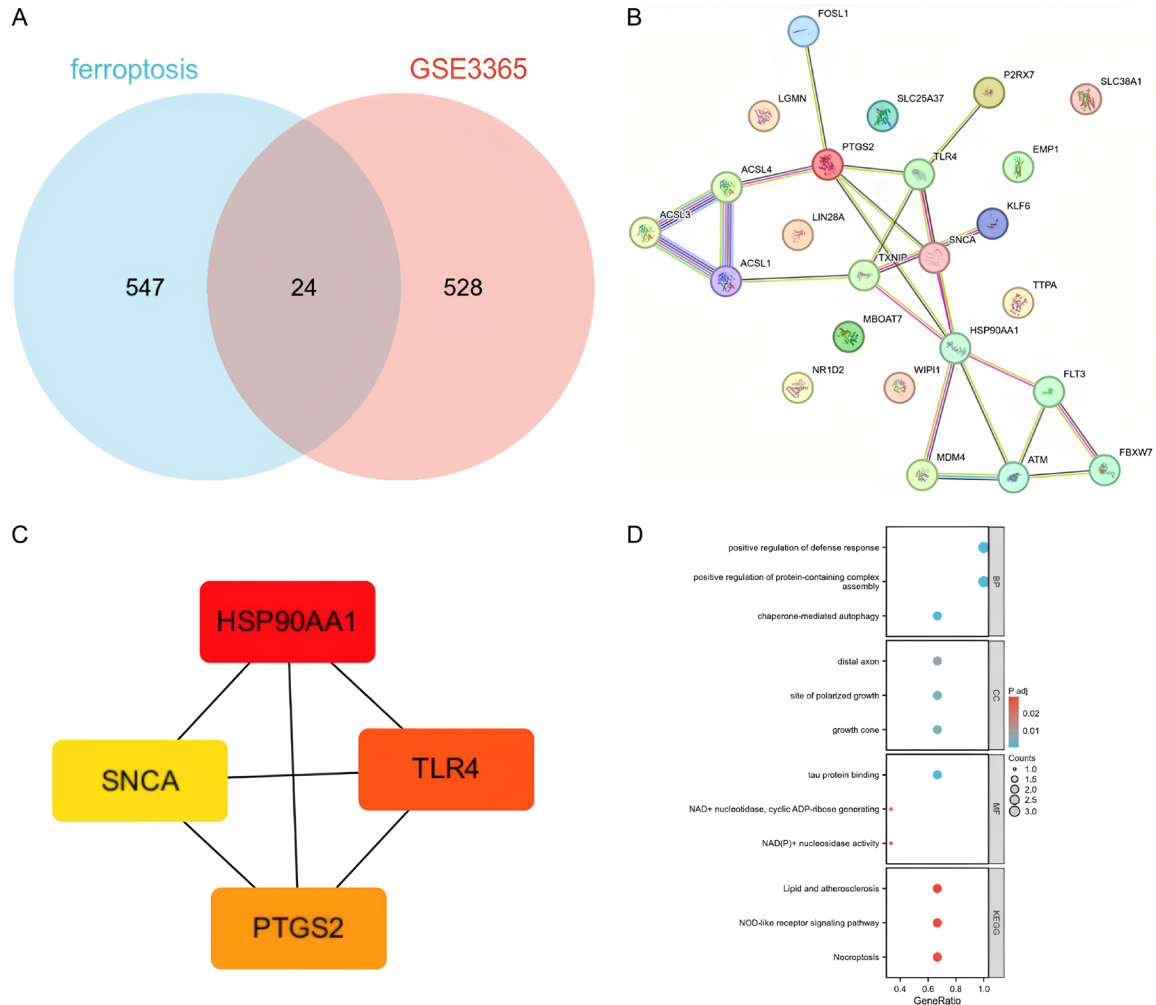 A
ferroptosis
GSE3365
547
24
528
B
FOSL1
P2RX7
SLC38A1
LGMN
SLC25A37
PTGS2
TLR4
EMP1
ACSL4
KLF6
ACSL3
LIN28A
SNCA
ACSL1
TXNIP
TTPA
MBOAT7
HSP90AA1
NR1D2
WIPI1
FLT3
MDM4
ATM
FBXW7
C
HSP90AA1
SNCA
TLR4
PTGS2
D
positive regulation of defense response
positive regulation of protein-containing complex
assembly
chaperone-mediated autophagy
BP
distal axon
site of polarized growth
growth cone
CC
tau protein binding
NAD+ nucleotidase, cyclic ADP-ribose generating
NAD(P)+ nucleosidase activity
MF
Lipid and atherosclerosis
NOD-like receptor signaling pathway
Necroptosis
KEGG
0.4
0.6
0.8
1.0
GeneRatio
P adj
0.02
0.01
Counts
1.0
1.5
2.0
2.5
3.0